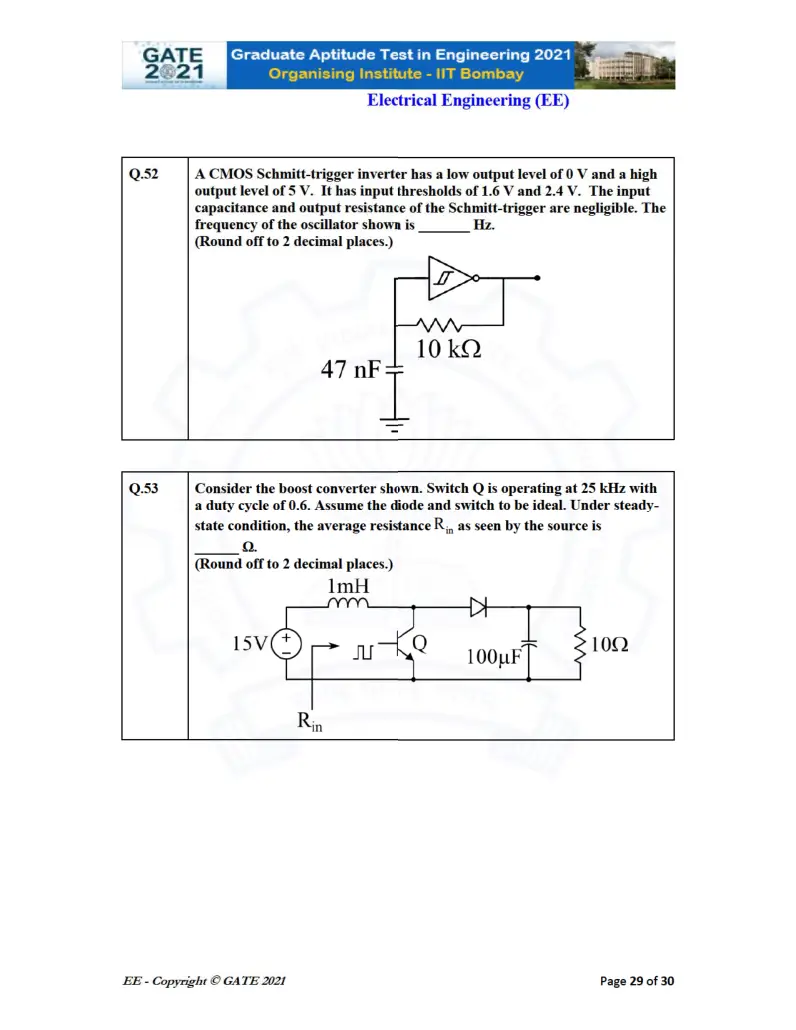 GATE
2021
Graduate Aptitude Test in Engineering 2021
Organising Institute - IIT Bombay
Electrical Engineering (EE)
Q.52
A CMOS Schmitt-trigger inverter has a low output level of 0 V and a high
output level of 5 V. It has input thresholds of 1.6 V and 2.4 V. The input
capacitance and output resistance of the Schmitt-trigger are negligible. The
frequency of the oscillator shown is _______ Hz.
(Round off to 2 decimal places.)
10 kΩ
47 nF
Q.53
Consider the boost converter shown. Switch Q is operating at 25 kHz with
a duty cycle of 0.6. Assume the diode and switch to be ideal. Under steady-
state condition, the average resistance Rin as seen by the source is
______ Ω.
(Round off to 2 decimal places.)
1mH
15V
+
−
Q
100µF
10Ω
Rin
EE - Copyright © GATE 2021
Page 29 of 30